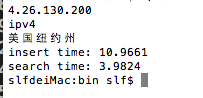 4.26.130.200
ipv4
美国纽约州
insert time: 10.9661
search time: 3.9824
slfdeiMac:bin slf$